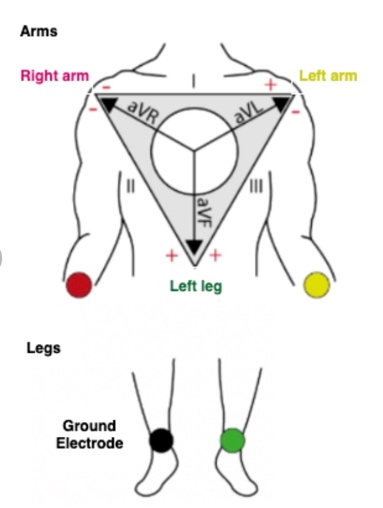 Arms
Right arm - I + Left arm
- aVR aVL -
II III
aVF
+ +
Left leg
Legs
Ground
Electrode